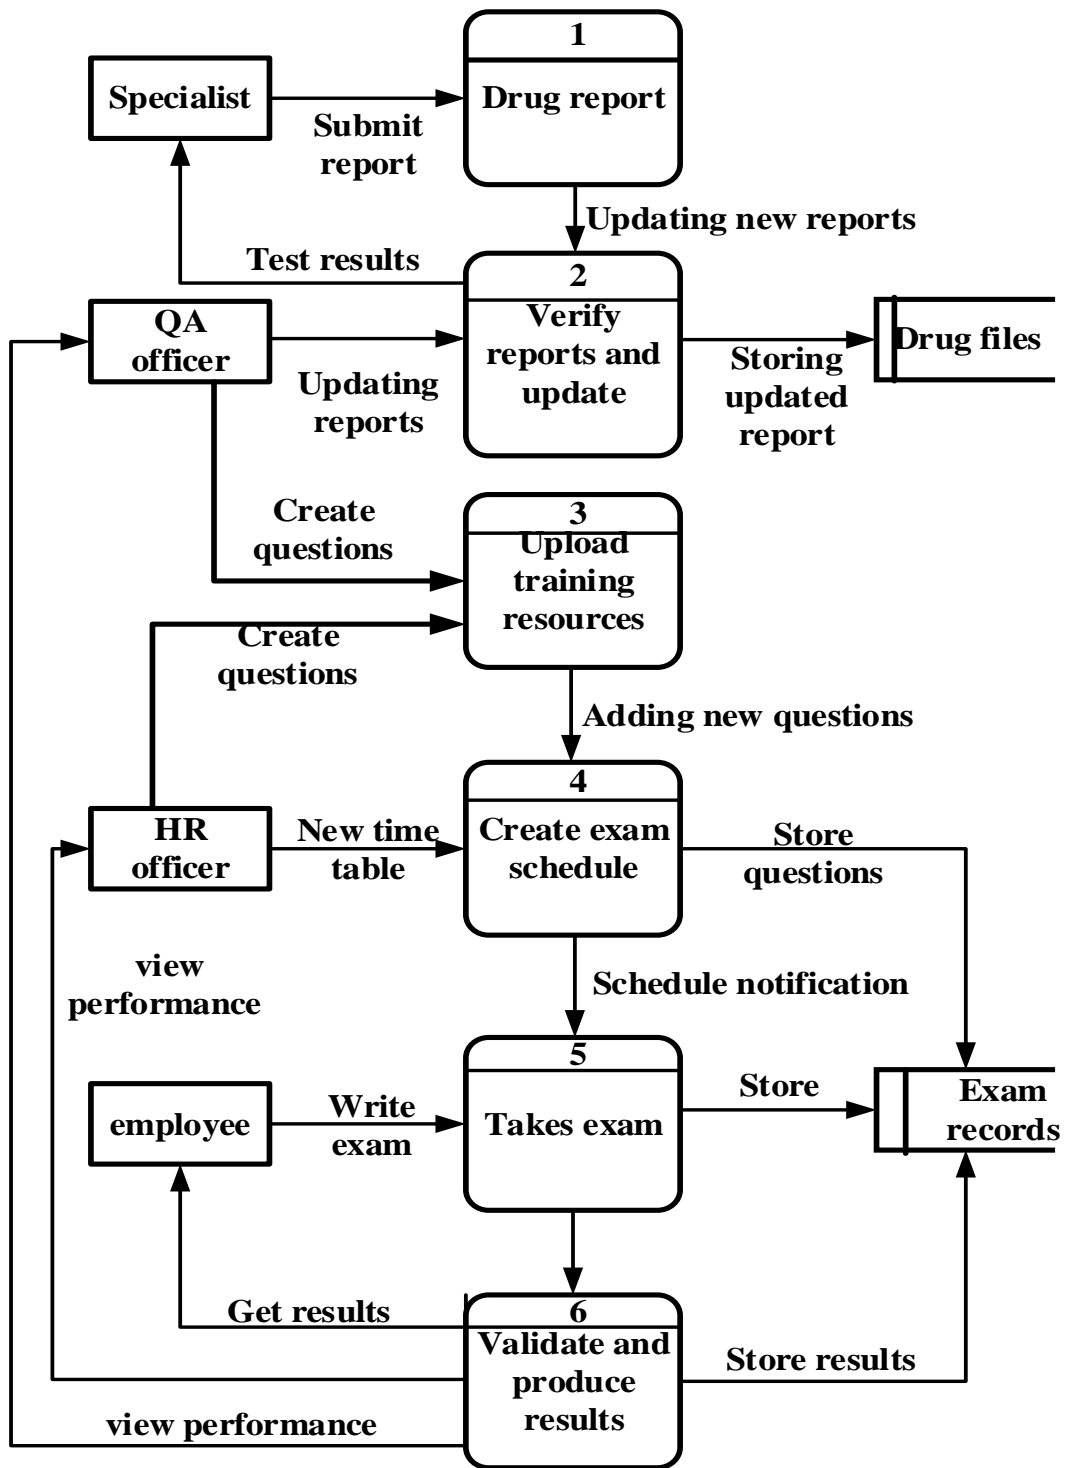 1
Drug report
Specialist
Submit
report
Updating new reports
Test results
2
Verify
reports and
update
QA
officer
Updating
reports
Storing
updated
report
Drug files
Create
questions
3
Upload
training
resources
Create
questions
Adding new questions
4
Create exam
schedule
HR
officer
New time
table
Store
questions
view
performance
Schedule notification
5
Takes exam
employee
Write
exam
Store
Exam
records
Get results
6
Validate and
produce
results
Store results
view performance